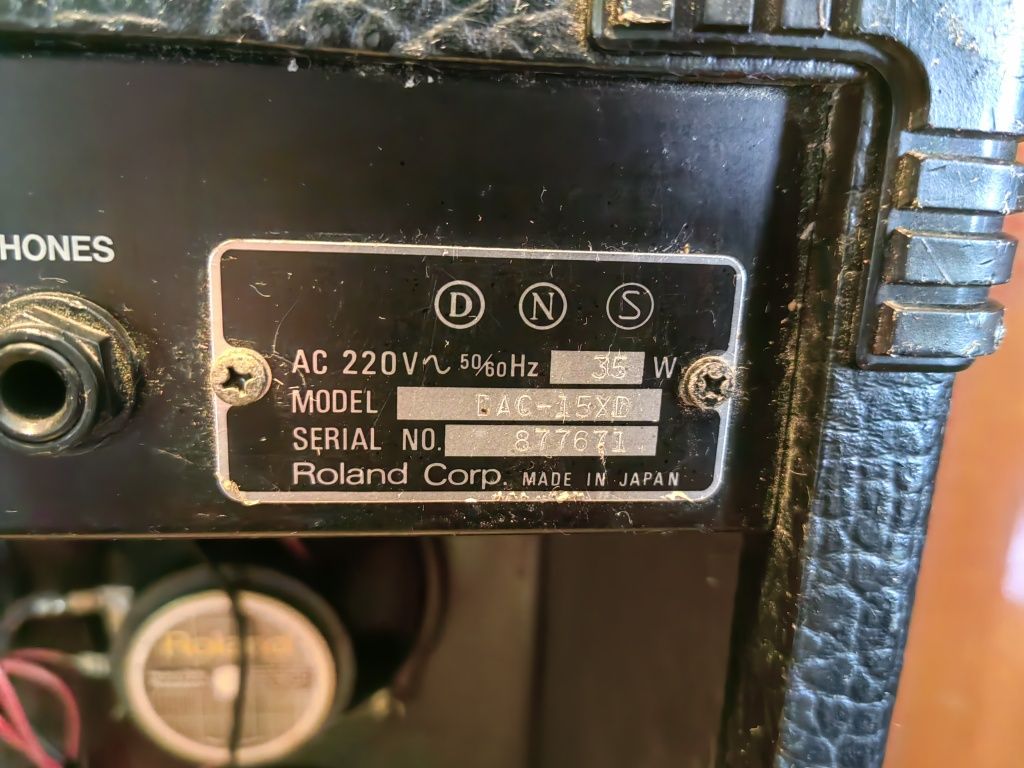 HONES
D N S
AC 220V~ 50/60Hz 35 W
MODEL DAC-15XD
SERIAL NO. 877671
Roland Corp. MADE IN JAPAN
Roland